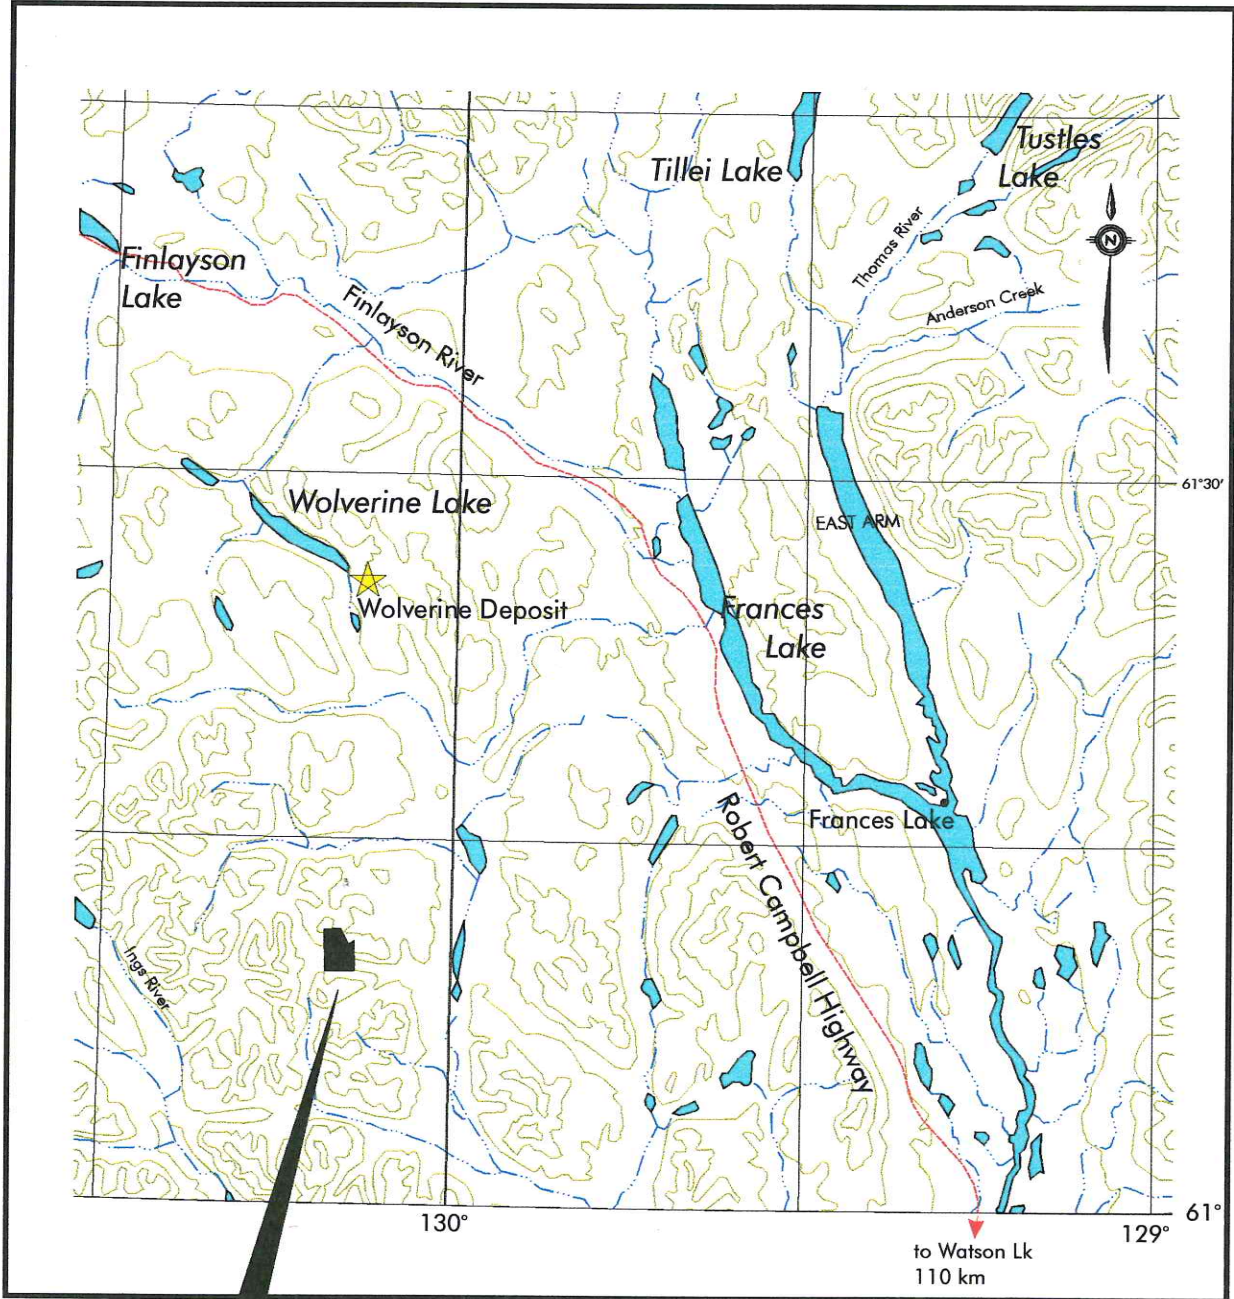 Tustles
Lake
Tillei Lake
Thomas River
N
Finlayson
Lake
Finlayson River
Anderson Creek
61°30'
Wolverine Lake
EAST ARM
Wolverine Deposit
Frances
Lake
Frances Lake
Robert Campbell Highway
Ings River
130°
129°
61°
to Watson Lk
110 km